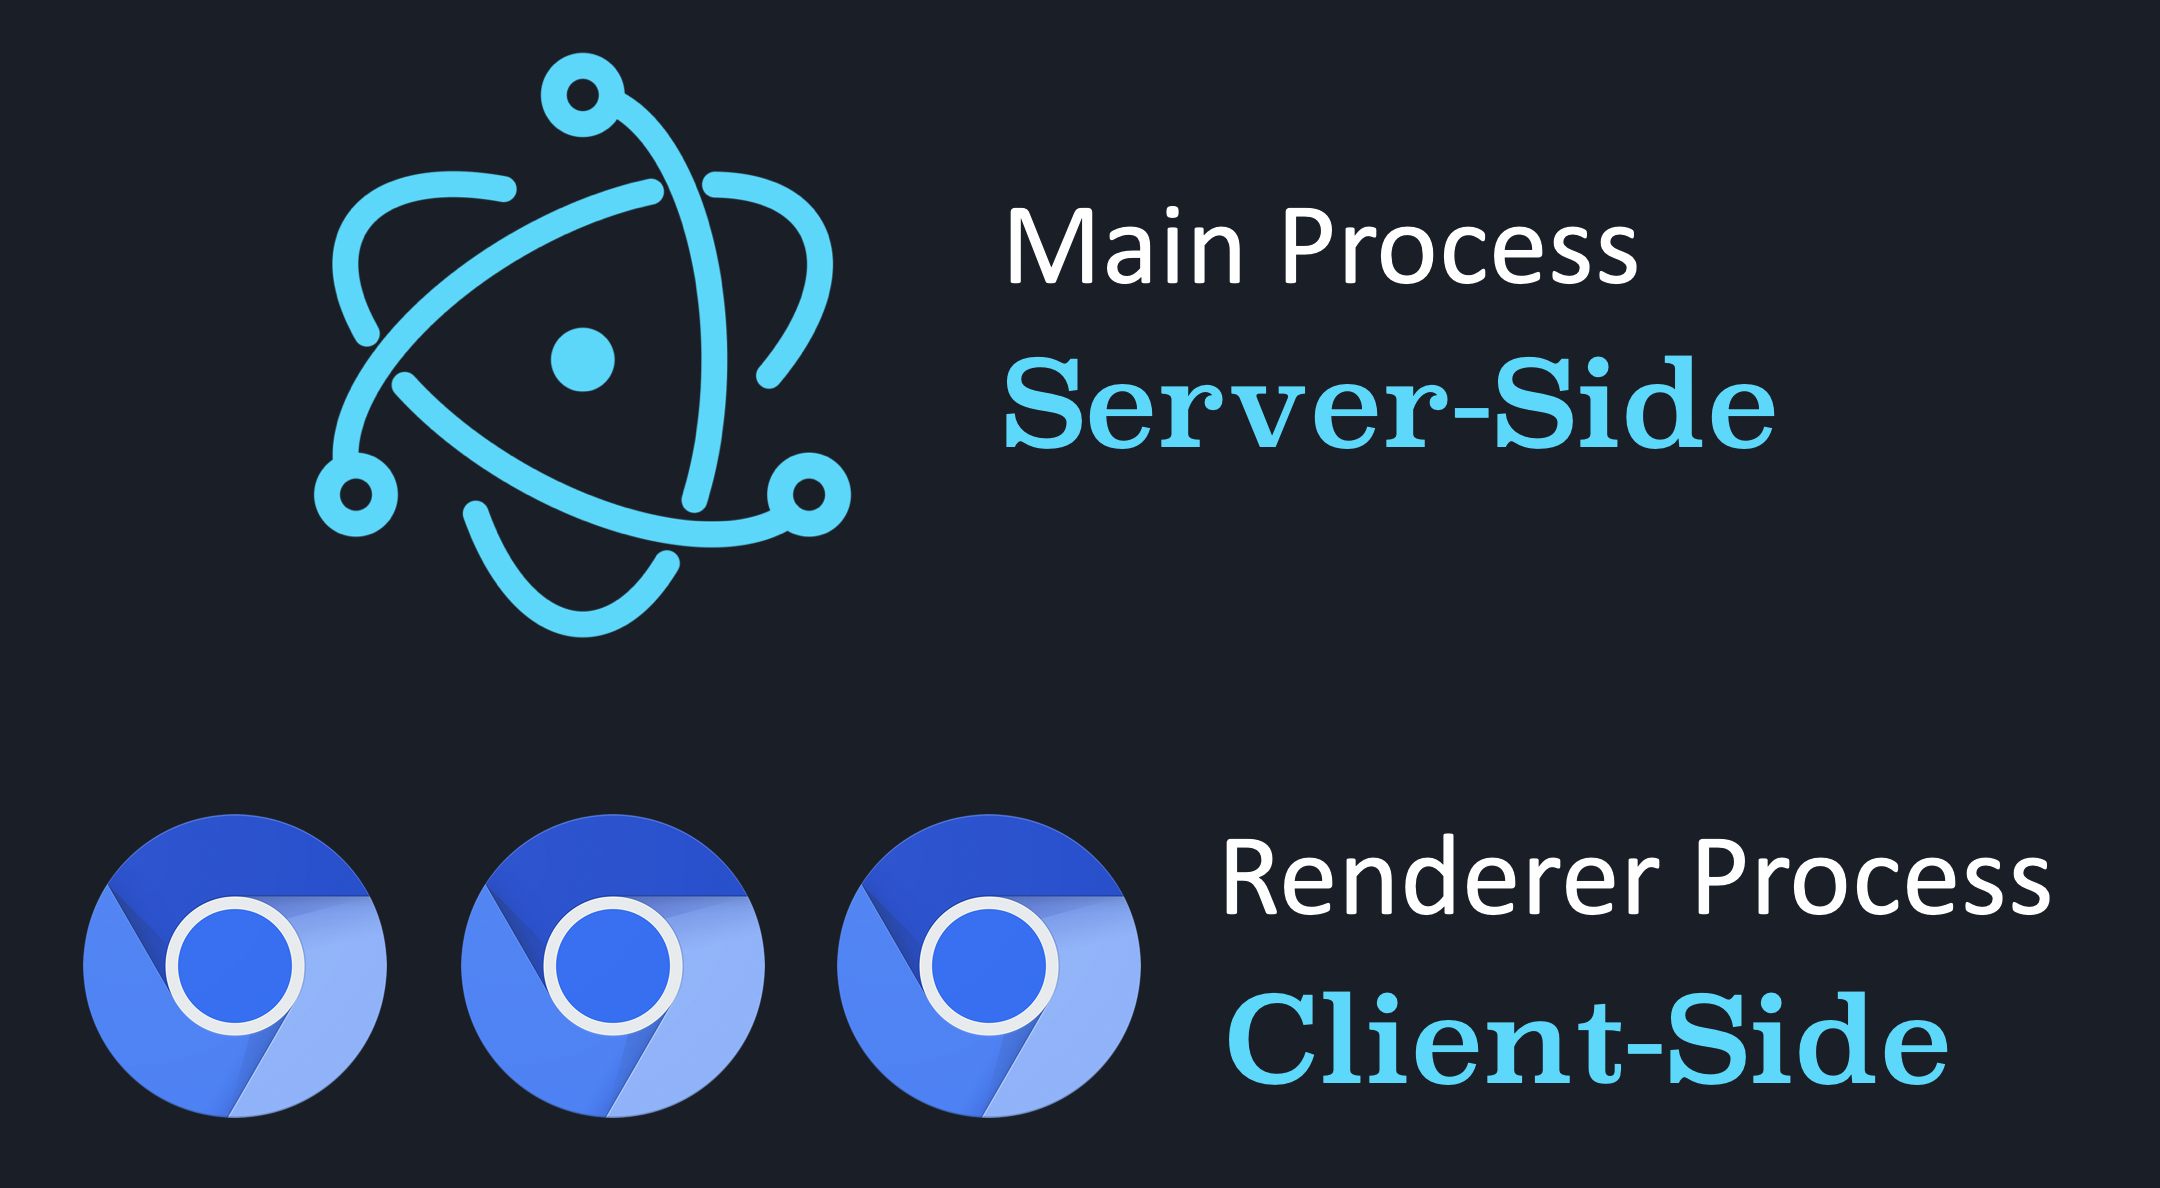 Main Process
Server-Side
Renderer Process
Client-Side